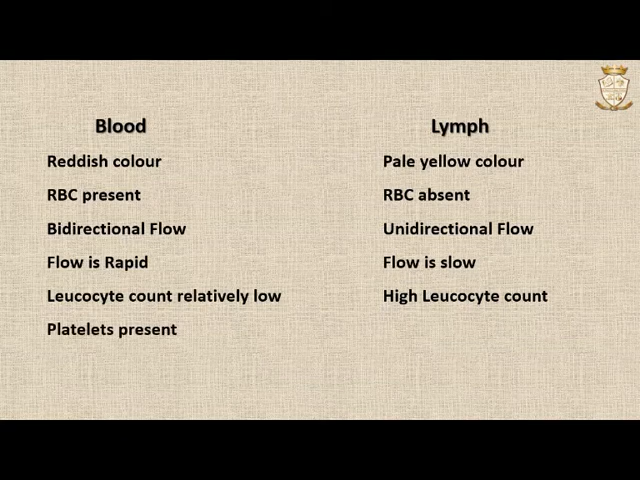 Blood
Lymph
Reddish colour
Pale yellow colour
RBC present
RBC absent
Bidirectional Flow
Unidirectional Flow
Flow is Rapid
Flow is slow
Leucocyte count relatively low
High Leucocyte count
Platelets present